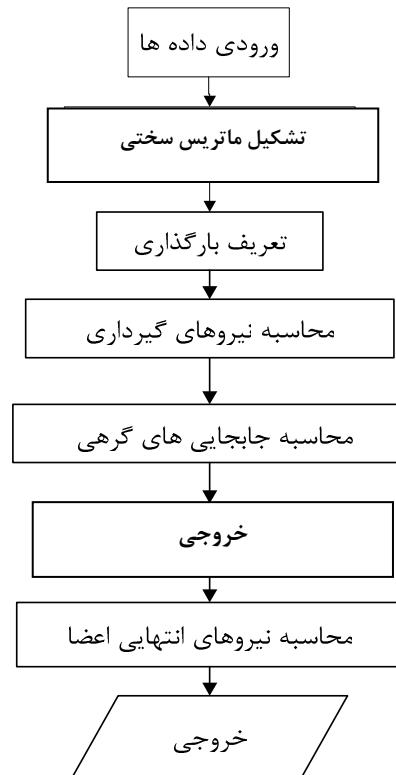 ورودی داده ها
تشکیل ماتریس سختی
تعریف بارگذاری
محاسبه نیروهای گیرداری
محاسبه جابجایی های گرهی
خروجی
محاسبه نیروهای انتهایی اعضا
خروجی